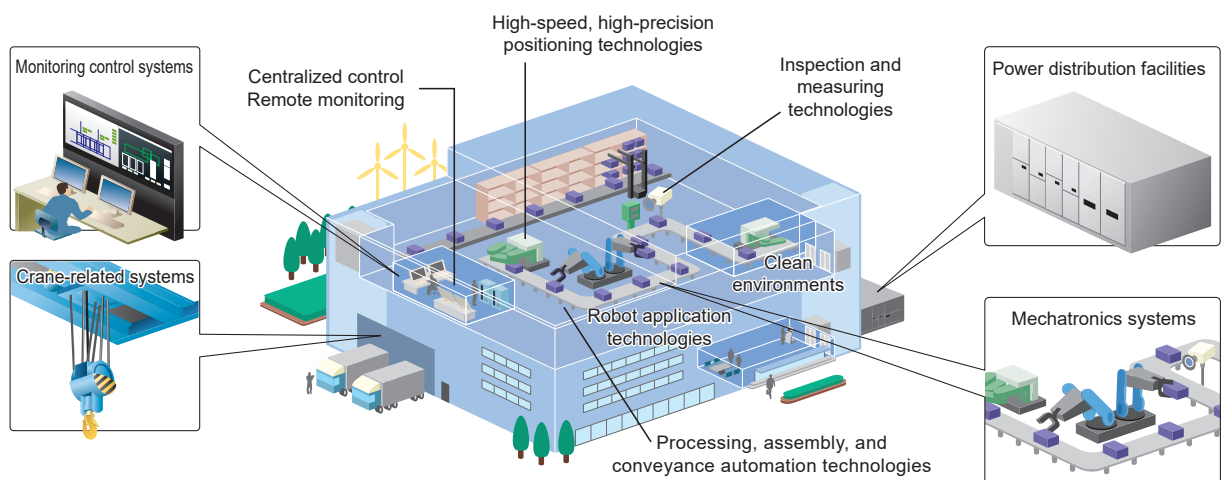 High-speed, high-precision
positioning technologies
Monitoring control systems
Centralized control
Remote monitoring
Inspection and
measuring
technologies
Power distribution facilities
Crane-related systems
Clean
environments
Robot application
technologies
Mechatronics systems
Processing, assembly, and
conveyance automation technologies